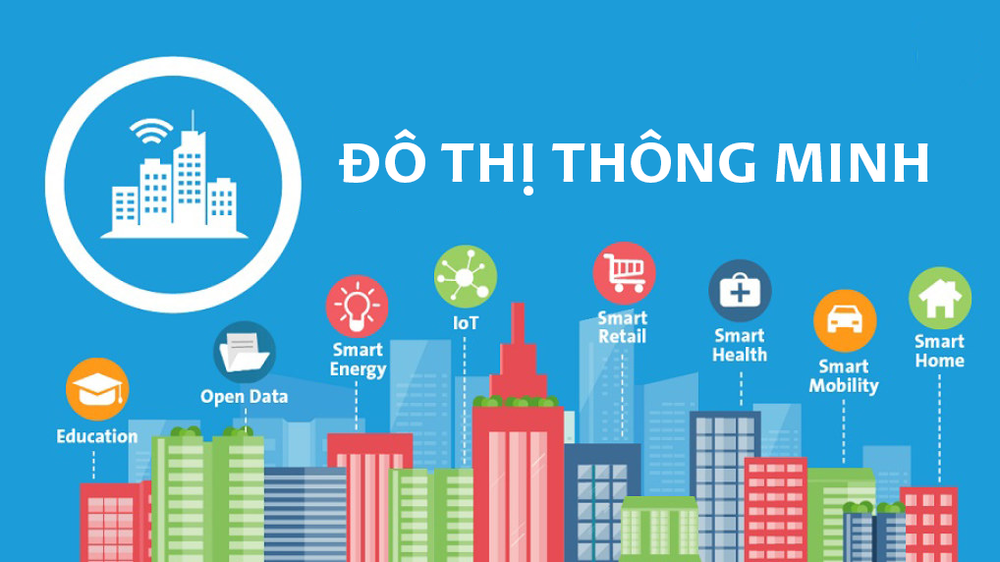 ĐÔ THỊ THÔNG MINH
Education
Open Data
Smart
Energy
IoT
Smart
Retail
Smart
Health
Smart
Mobility
Smart
Home